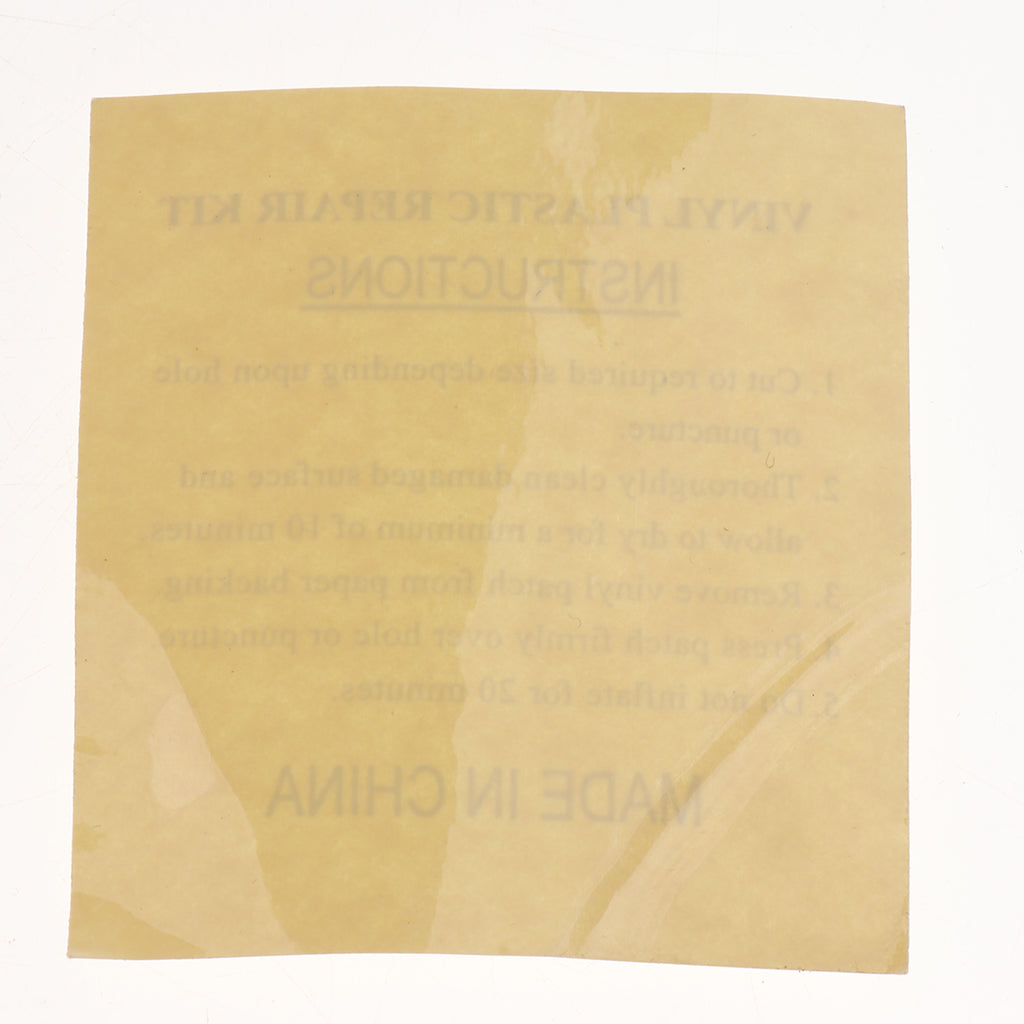 VINYL PLASTIC REPAIR KIT
INSTRUCTIONS
1. Cut to required size depending upon hole
or puncture.
2. Thoroughly clean damaged surface and
allow to dry for a minimum of 10 minutes.
3. Remove vinyl patch from paper backing.
4. Press patch firmly over hole or puncture.
5. Do not inflate for 20 minutes.
MADE IN CHINA